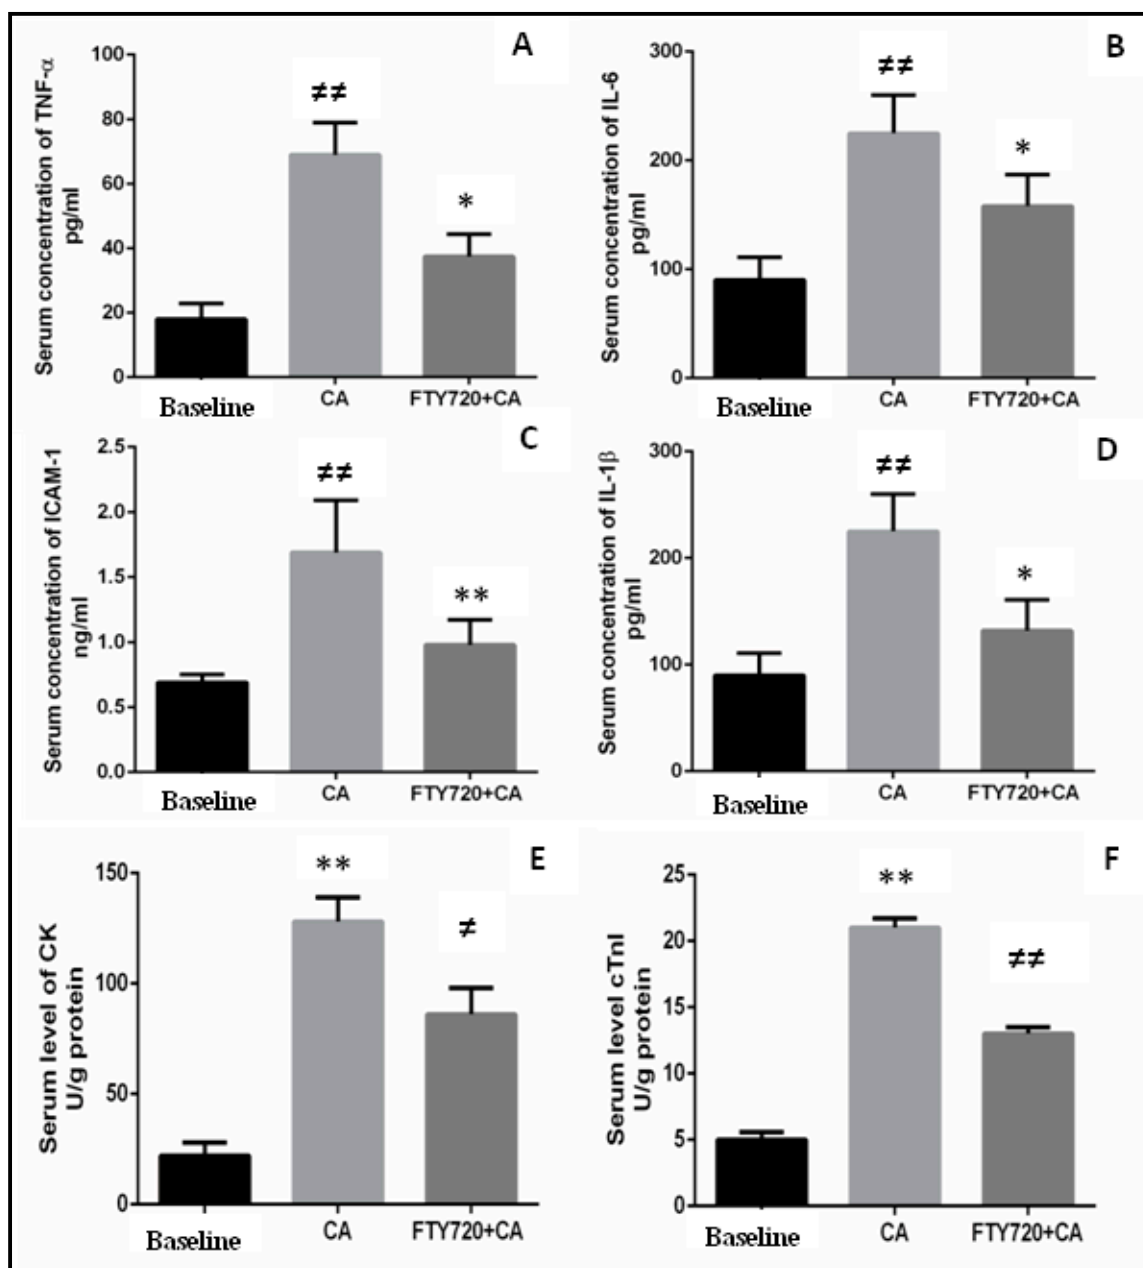 A
Serum concentration of TNF-α
pg/ml
100
80
60
40
20
0
≠≠
*
Baseline
CA
FTY720+CA
B
Serum concentration of IL-6
pg/ml
300
200
100
0
≠≠
*
Baseline
CA
FTY720+CA
C
Serum concentration of ICAM-1
ng/ml
2.5
2.0
1.5
1.0
0.5
0.0
≠≠
**
Baseline
CA
FTY720+CA
D
Serum concentration of IL-1β
pg/ml
300
200
100
0
≠≠
*
Baseline
CA
FTY720+CA
E
Serum level of CK
U/g protein
150
100
50
0
**
≠
Baseline
CA
FTY720+CA
F
Serum level cTnI
U/g protein
25
20
15
10
5
0
**
≠≠
Baseline
CA
FTY720+CA